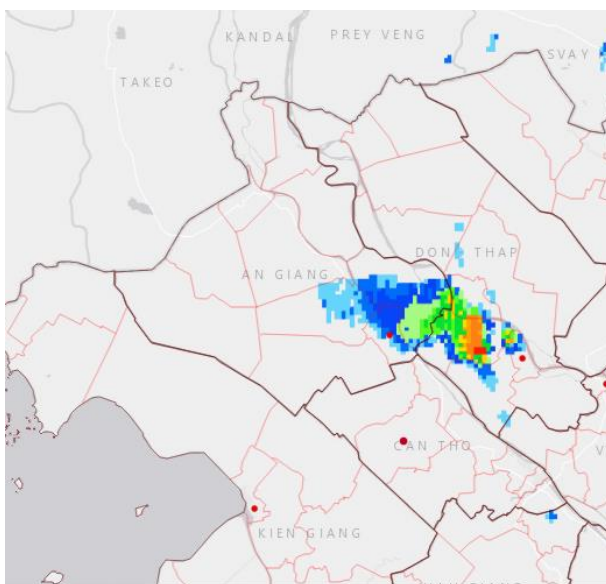 KANDAL
PREY VENG
SVAY
TAKEO
DONG THAP
AN GIANG
CAN THO
V
KIEN GIANG